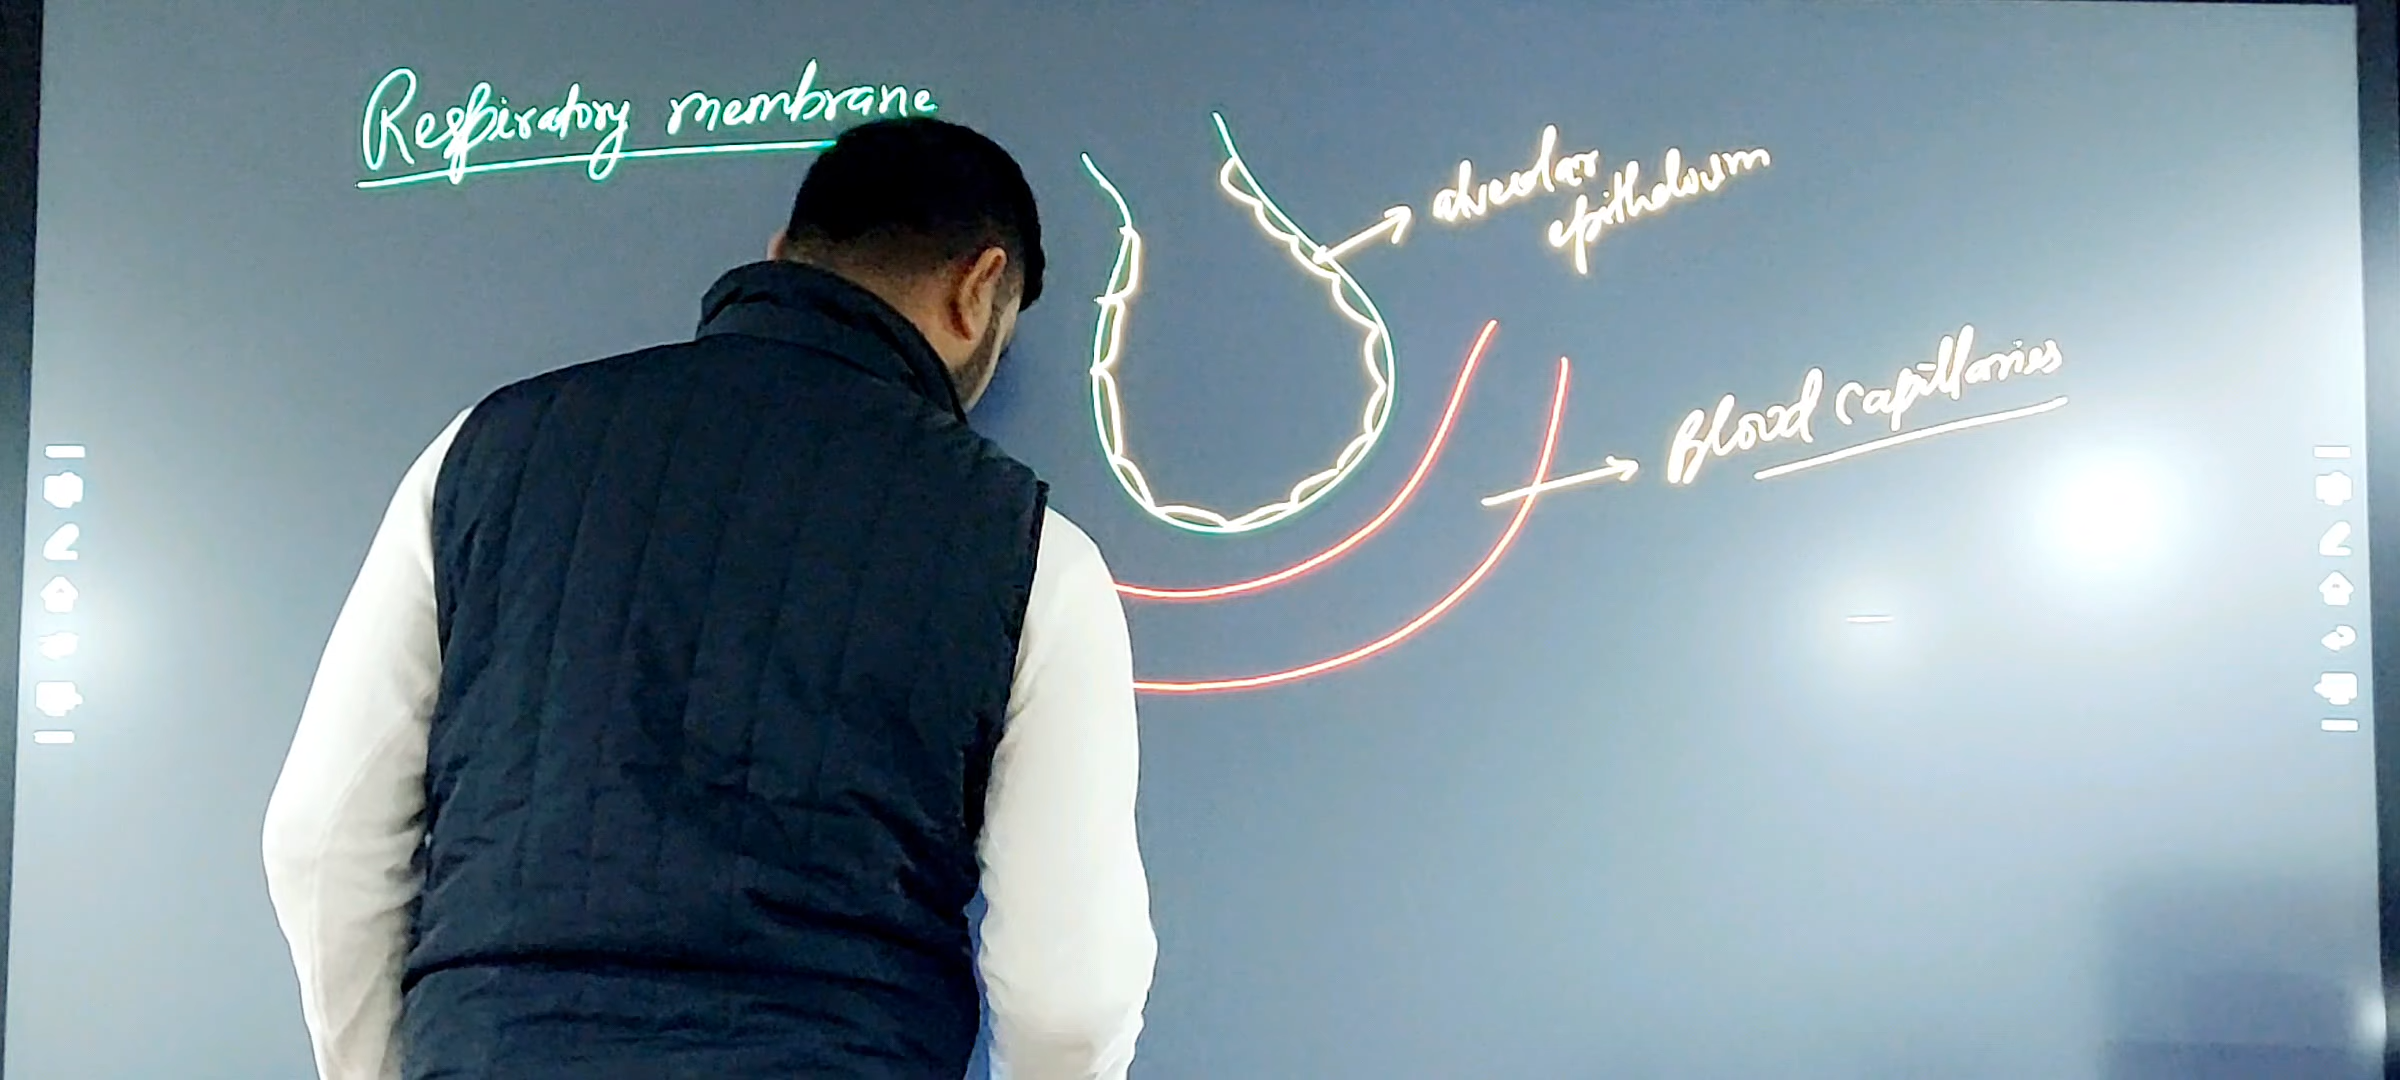 Respiratory membrane
alveolar
epithelium
Blood capillaries